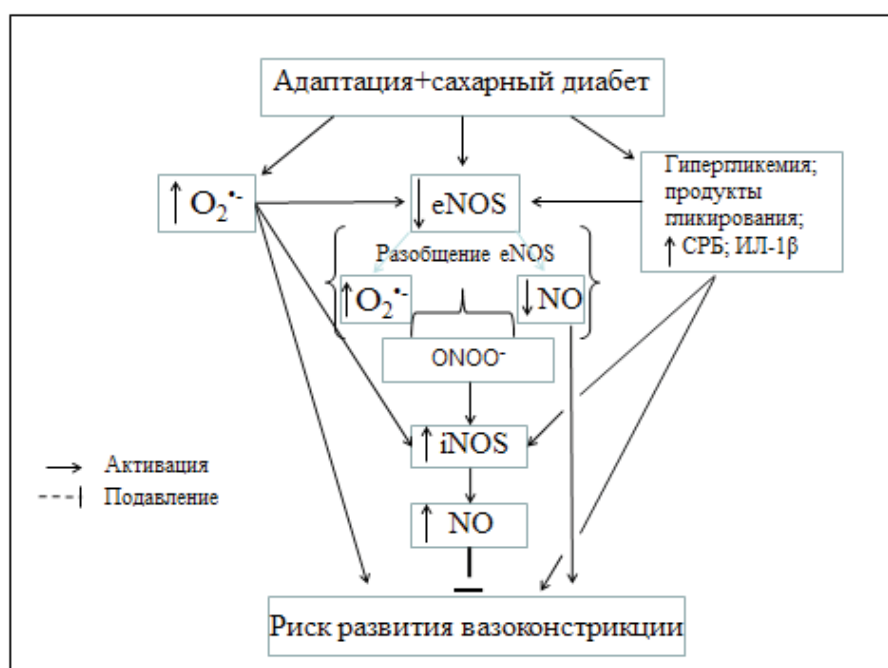 Адаптация+сахарный диабет
↑ O₂•-
↓ eNOS
Гипергликемия;
продукты
гликирования;
↑ СРБ; ИЛ-1β
Разобщение eNOS
↑ O₂•-
↓ NO
ONOO⁻
↑ iNOS
Активация
Подавление
↑ NO
Риск развития вазоконстрикции